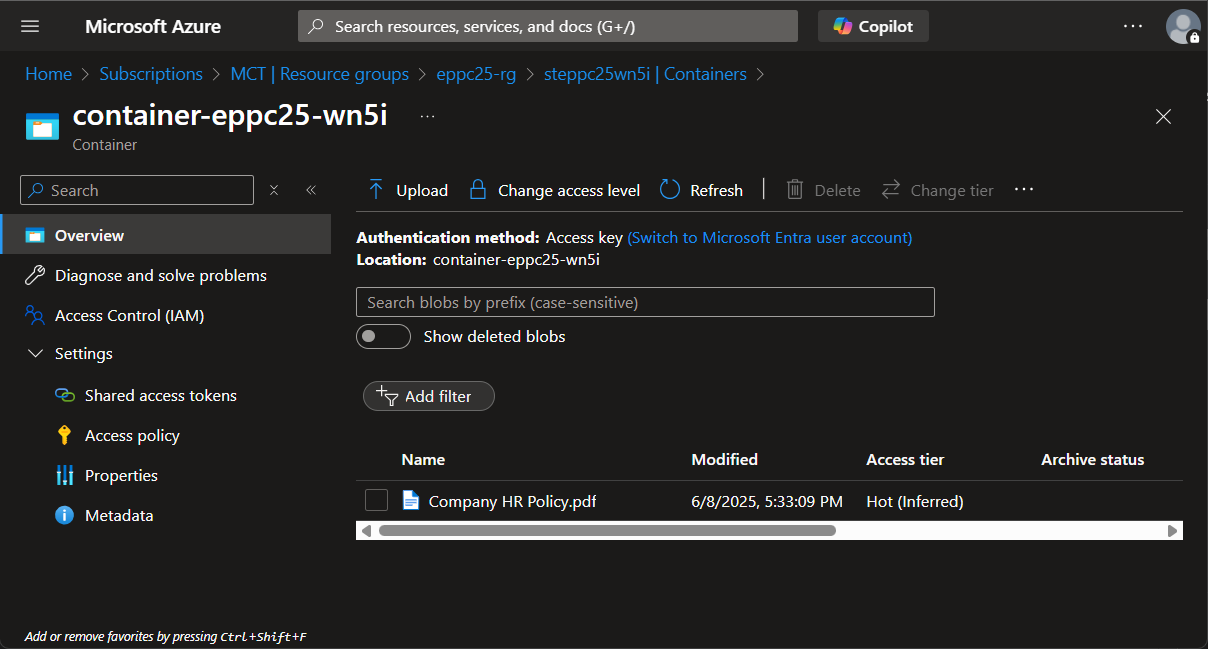 Microsoft Azure
Search resources, services, and docs (G+/)
Copilot
Home > Subscriptions > MCT | Resource groups > eppc25-rg > steppc25wn5i | Containers >
container-eppc25-wn5i
Container
Search
Upload Change access level Refresh Delete Change tier
Overview
Diagnose and solve problems
Access Control (IAM)
Settings
Shared access tokens
Access policy
Properties
Metadata
Authentication method: Access key (Switch to Microsoft Entra user account)
Location: container-eppc25-wn5i
Search blobs by prefix (case-sensitive)
Show deleted blobs
Add filter
Name Modified Access tier Archive status
Company HR Policy.pdf 6/8/2025, 5:33:09 PM Hot (Inferred)
Add or remove favorites by pressing Ctrl+Shift+F